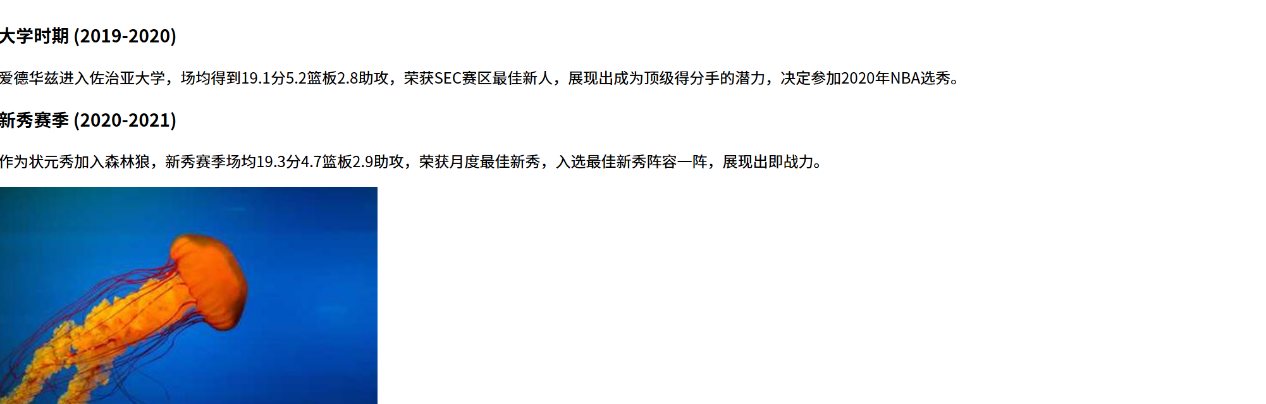 大学时期 (2019-2020)
爱德华兹进入佐治亚大学，场均得到19.1分5.2篮板2.8助攻，荣获SEC赛区最佳新人，展现出成为顶级得分手的潜力，决定参加2020年NBA选秀。
新秀赛季 (2020-2021)
作为状元秀加入森林狼，新秀赛季场均19.3分4.7篮板2.9助攻，荣获月度最佳新秀，入选最佳新秀阵容一阵，展现出即战力。